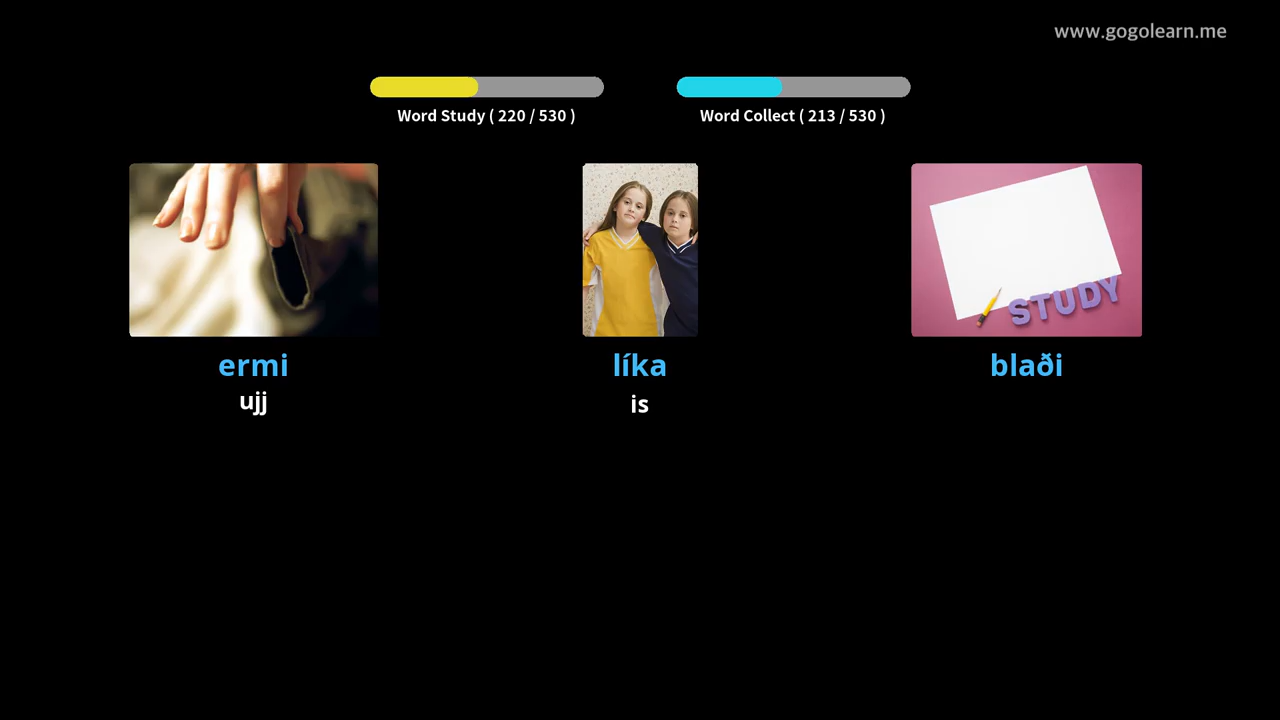 www.gogolearn.me
Word Study ( 220 / 530 )
Word Collect ( 213 / 530 )
STUDY
ermi
líka
blaði
ujj
is